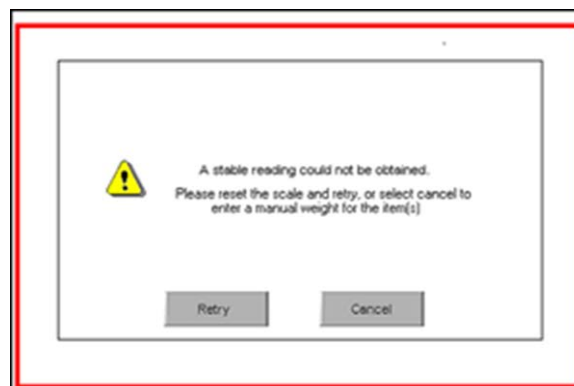 A stable reading could not be obtained.
Please reset the scale and retry, or select cancel to
enter a manual weight for the item(s)
Retry
Cancel